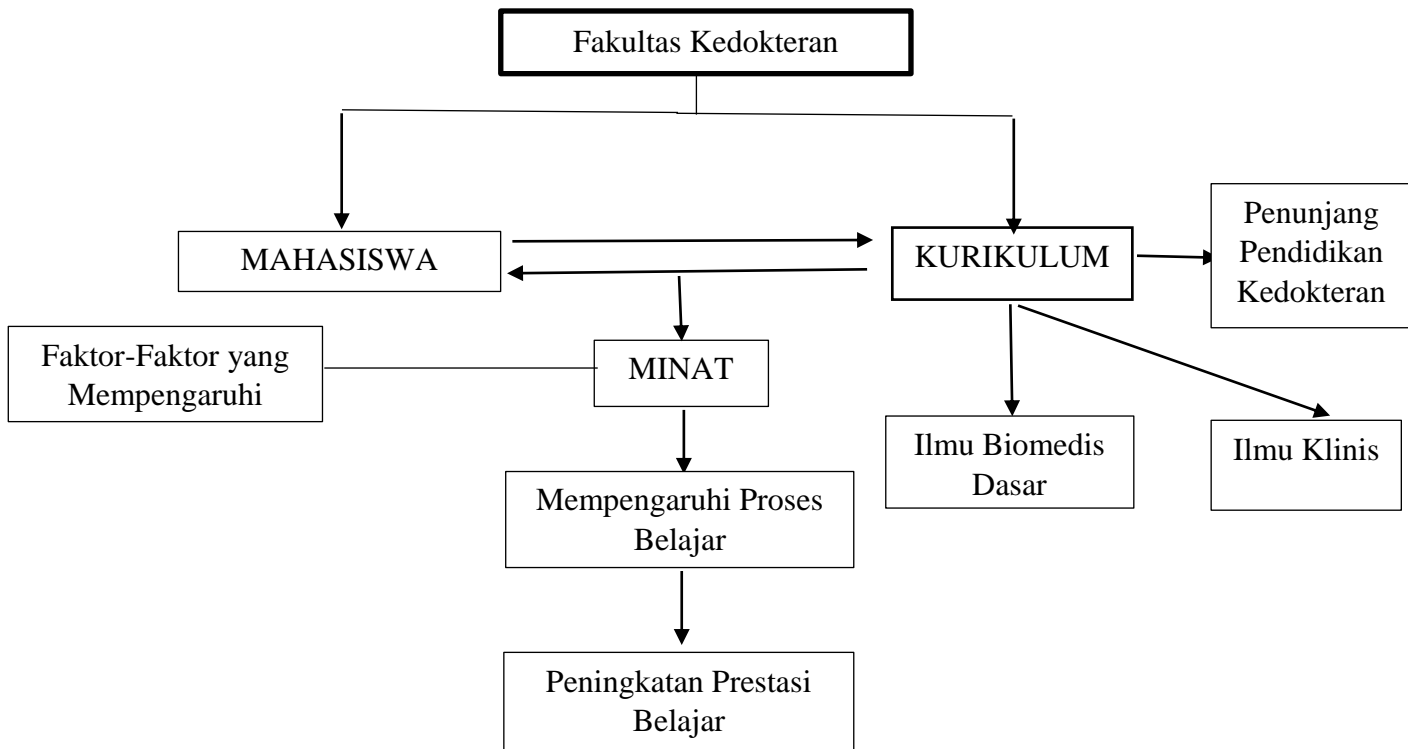 Fakultas Kedokteran
MAHASISWA
KURIKULUM
Penunjang
Pendidikan
Kedokteran
Faktor-Faktor yang
Mempengaruhi
MINAT
Ilmu Biomedis
Dasar
Ilmu Klinis
Mempengaruhi Proses
Belajar
Peningkatan Prestasi
Belajar